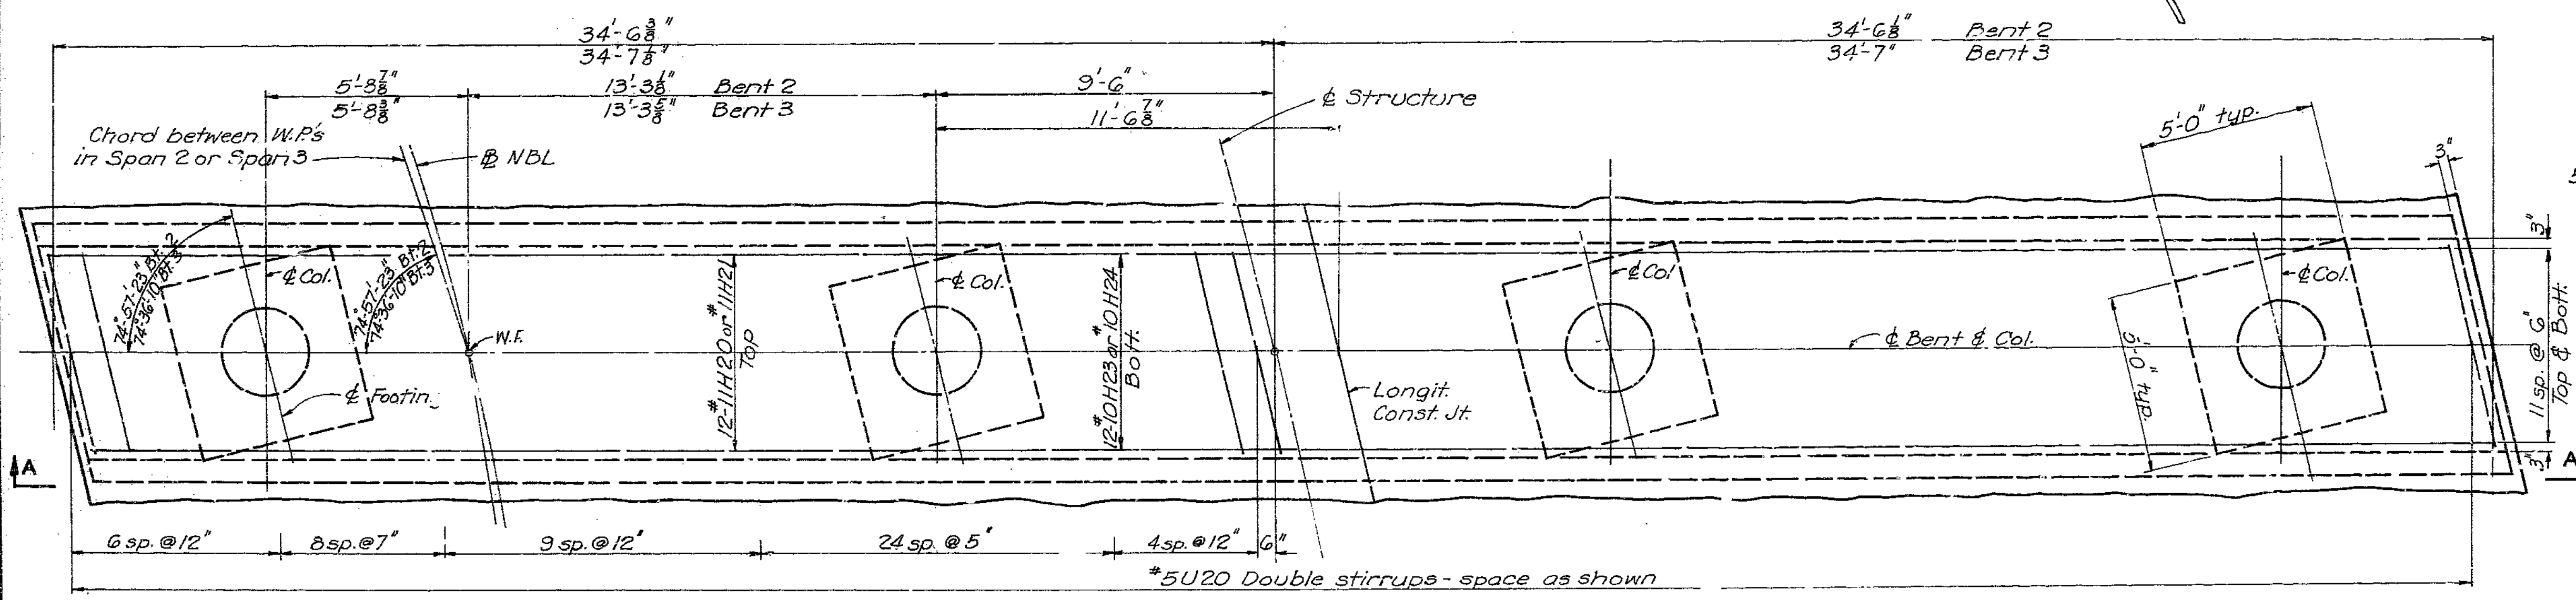 34'-6 3/8"
34'-7 1/8"
34'-6 1/8" Bent 2
34'-7" Bent 3
5'-8 7/8"
5'-8 3/8"
13'-3 1/8" Bent 2
13'-3 5/8" Bent 3
9'-6"
11'-6 7/8"
₵ Structure
Chord between W.P.'s
in Span 2 or Span 3
₿ NBL
5'-0" typ.
3"
5
74°-57'-23" Bt. 2
74°-36'-10" Bt. 3
₵ Col.
74°-57'-23" Bt. 2
74°-36'-10" Bt. 3
W.P.
₵ Footin
12-#11H20 or #11H21
Top
₵ Col.
12-#10H23 or #10H24
Bott.
₵ Col
Longit.
Const. Jt.
₵ Bent & Col.
₵ Col.
5'-0" typ.
3"
11 sp. @ 6"
Top & Bott.
3"
A
A
6 sp. @ 12"
8 sp. @ 7"
9 sp. @ 12"
24 sp. @ 5"
4 sp. @ 12"
6"
#5U20 Double stirrups - space as shown